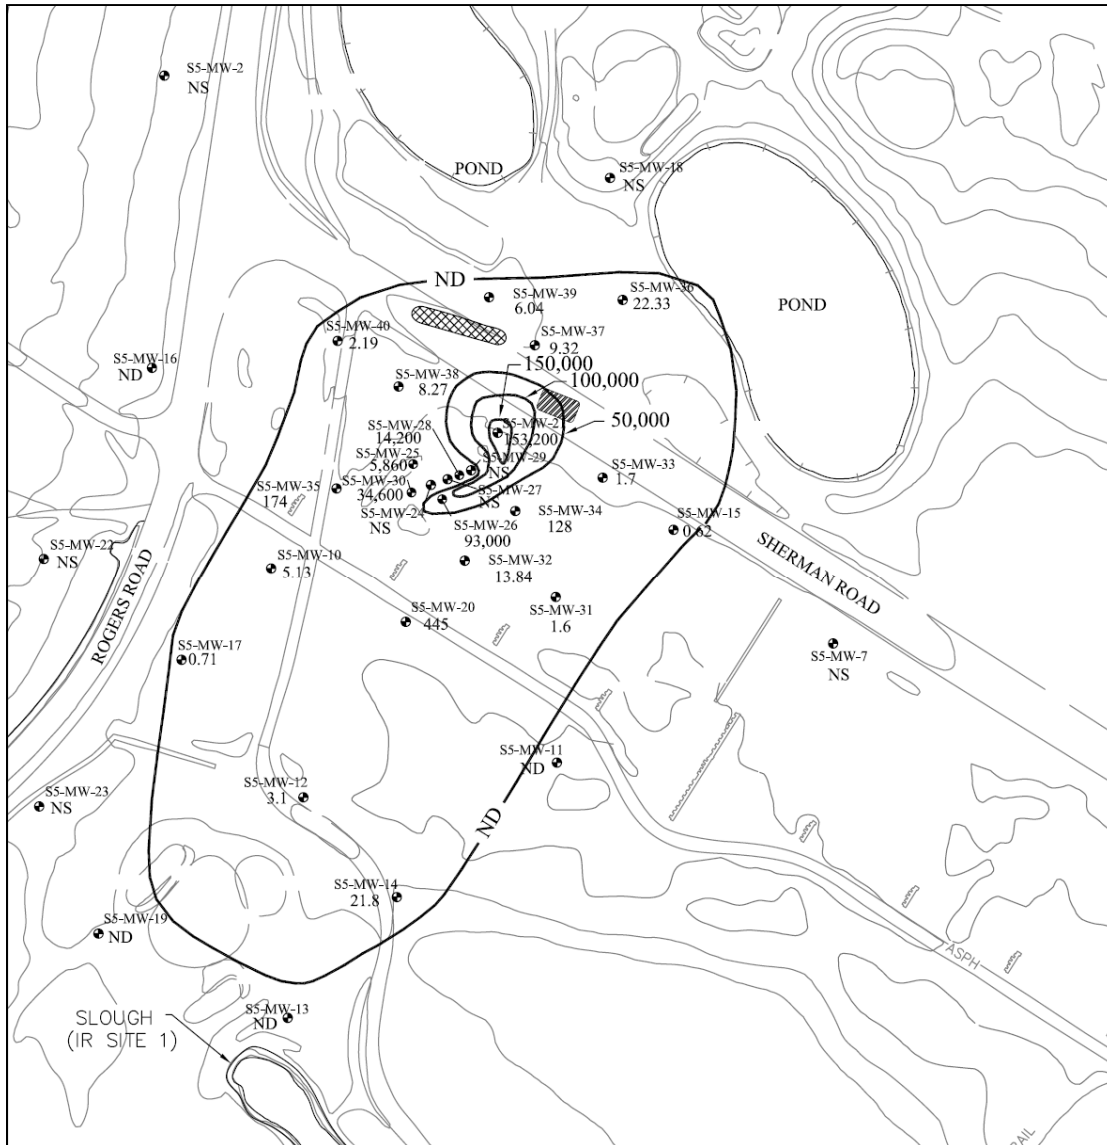 S5-MW-2
NS
POND
S5-MW-18
NS
ND
S5-MW-39
6.04
S5-MW-36
22.33
POND
S5-MW-40
2.19
S5-MW-37
9.32
S5-MW-16
ND
150,000
S5-MW-38
8.27
100,000
50,000
S5-MW-28
14,200
S5-MW-2
153,200
S5-MW-25
5,860
S5-MW-29
NS
S5-MW-33
1.7
S5-MW-35
174
S5-MW-30
34,600
S5-MW-27
NS
S5-MW-24
NS
S5-MW-34
128
S5-MW-15
0.62
S5-MW-26
93,000
S5-MW-22
NS
S5-MW-10
5.13
S5-MW-32
13.84
SHERMAN ROAD
ROGERS ROAD
S5-MW-20
445
S5-MW-31
1.6
S5-MW-17
0.71
S5-MW-7
NS
S5-MW-11
ND
S5-MW-12
3.1
S5-MW-23
NS
ND
S5-MW-14
21.8
S5-MW-19
ND
ASPH
S5-MW-13
ND
SLOUGH
(IR SITE 1)